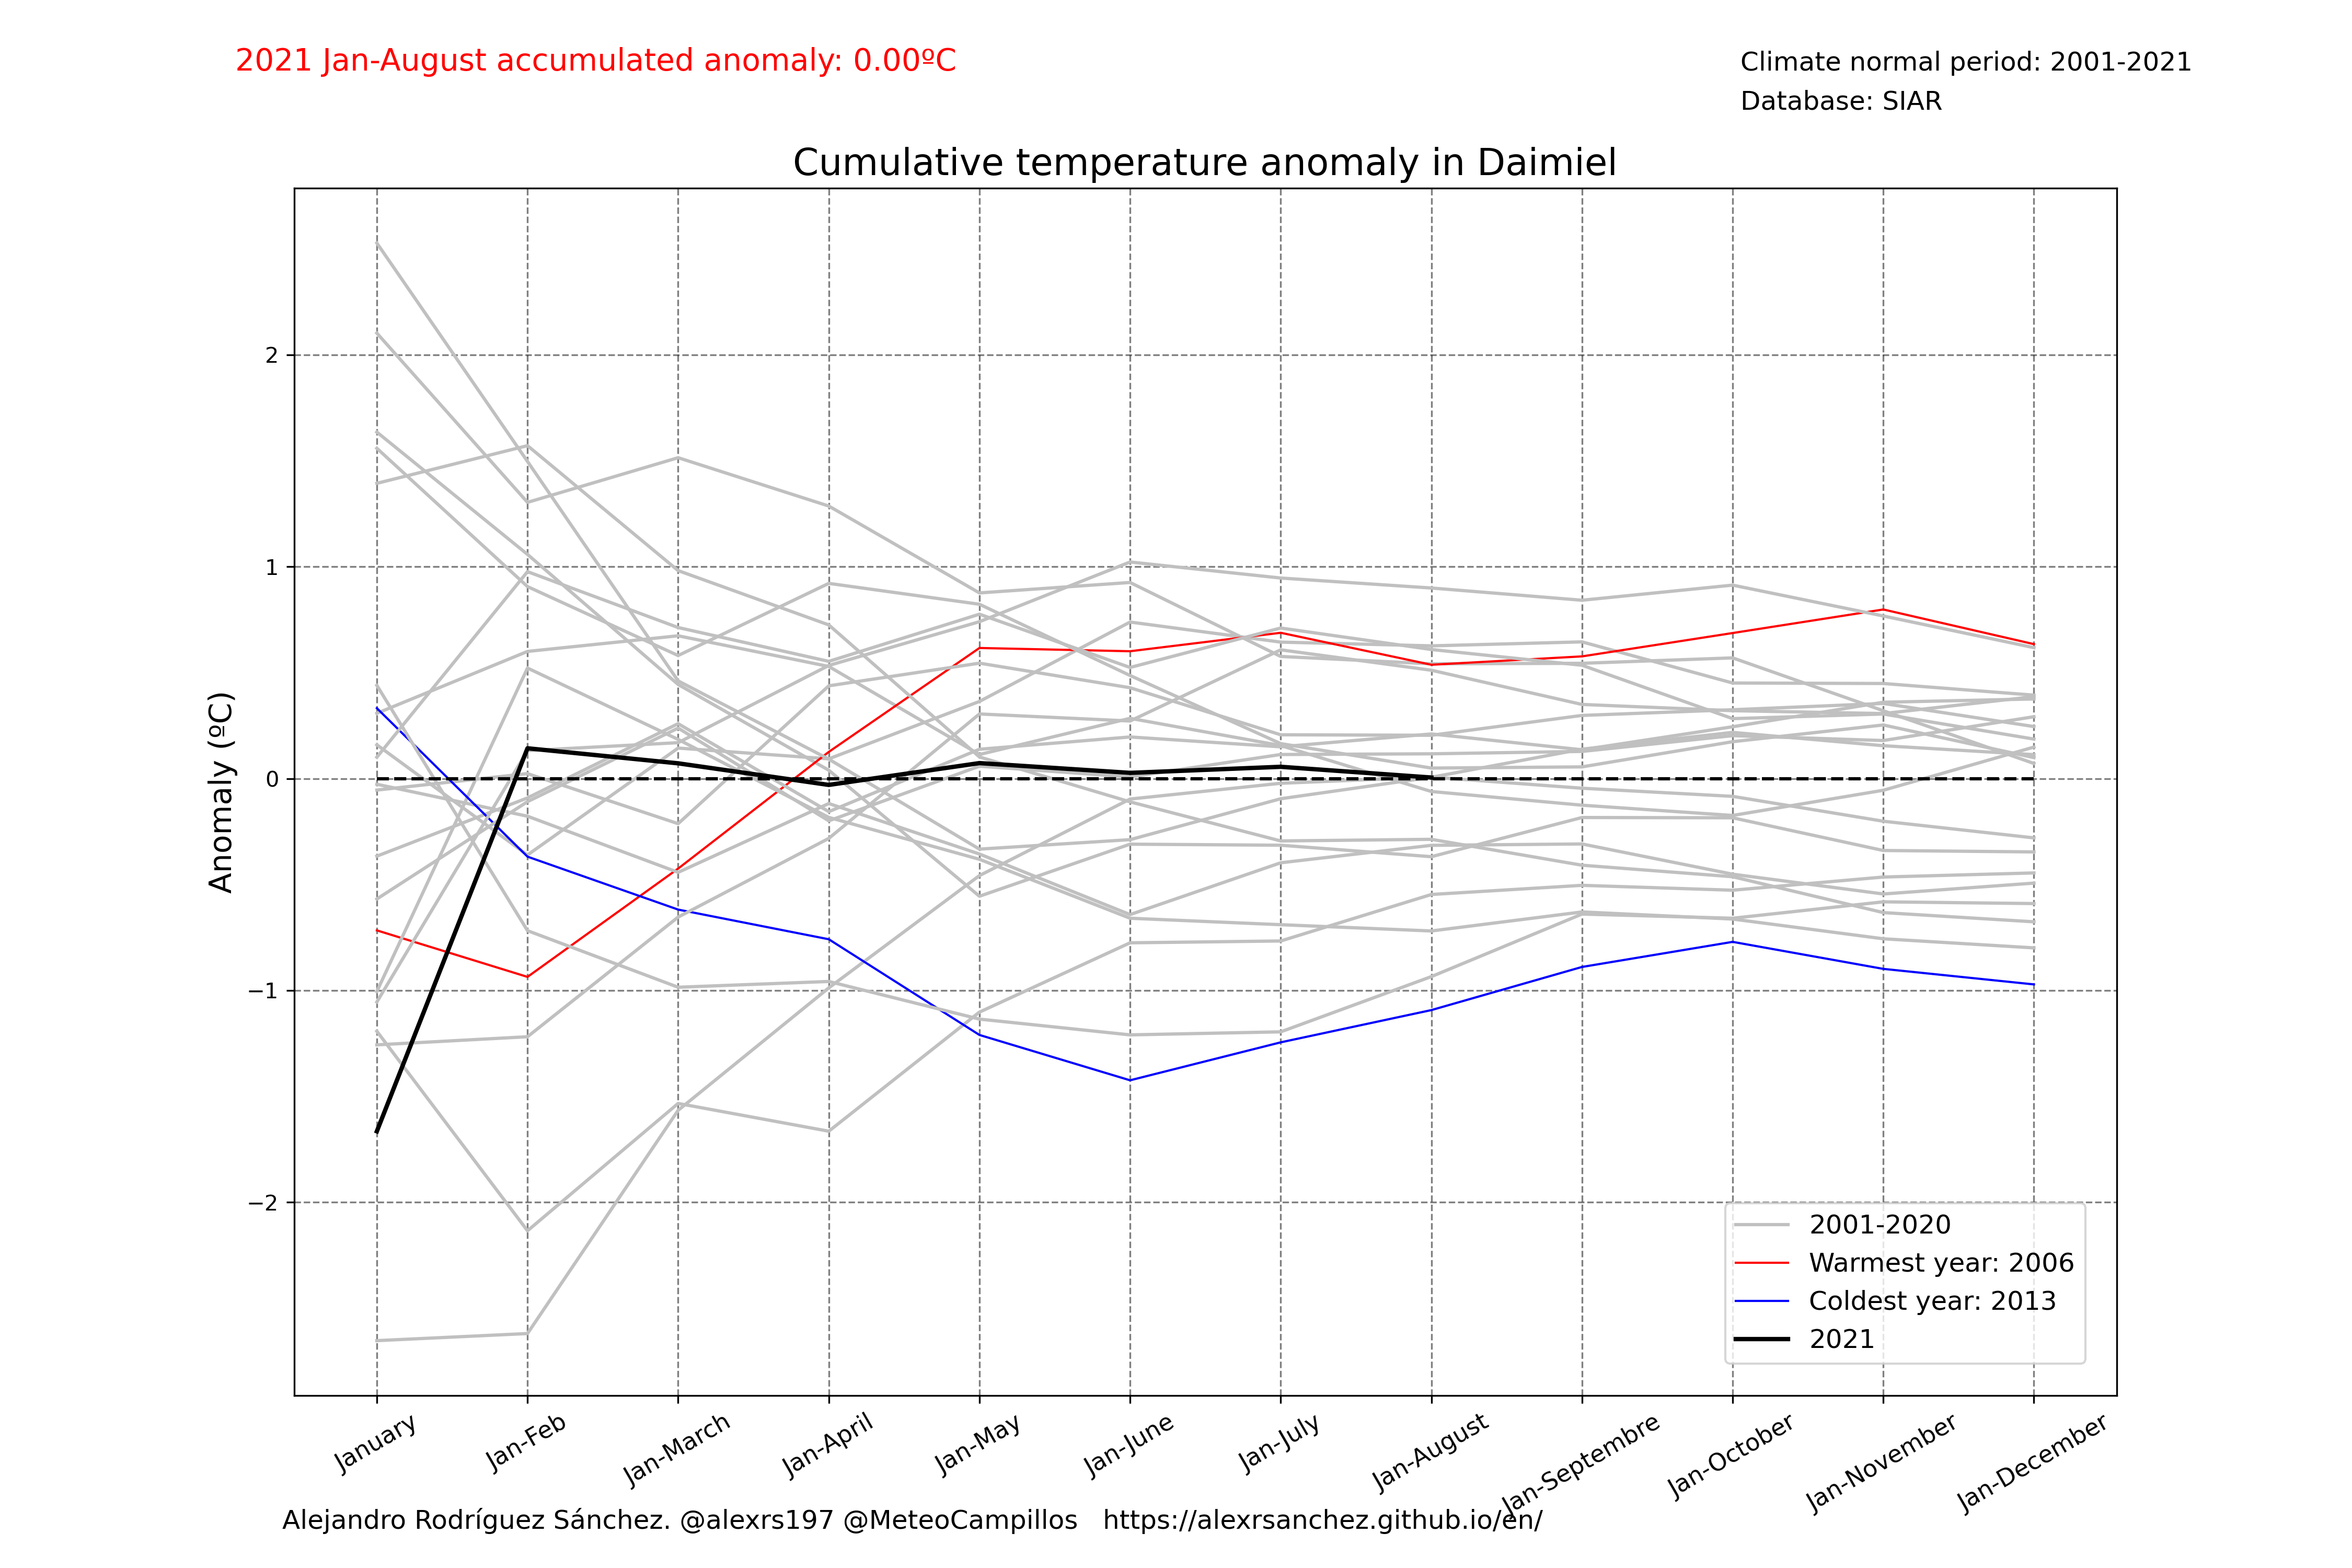 2021 Jan-August accumulated anomaly: 0.00ºC
Climate normal period: 2001-2021
Database: SIAR
Cumulative temperature anomaly in Daimiel
Anomaly (ºC)
2
1
0
−1
−2
2001-2020
Warmest year: 2006
Coldest year: 2013
2021
January
Jan-Feb
Jan-March
Jan-April
Jan-May
Jan-June
Jan-July
Jan-August
Jan-Septembre
Jan-October
Jan-November
Jan-December
Alejandro Rodríguez Sánchez. @alexrs197 @MeteoCampillos https://alexrsanchez.github.io/en/